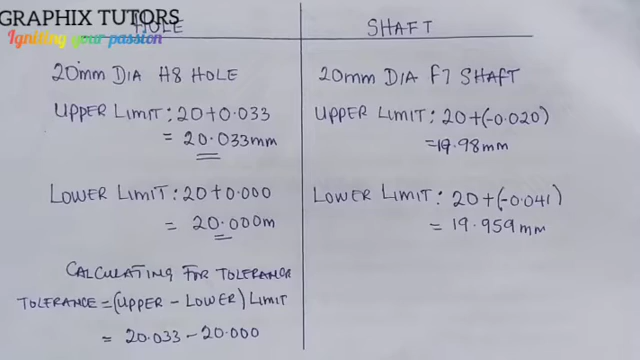 GRAPHIX TUTORS
Igniting your passion
HOLE
20mm DIA H8 HOLE
UPPER LIMIT: 20+0.033
= 20.033mm
LOWER LIMIT: 20+0.000
= 20.000m
CALCULATING FOR TOLERANCE
TOLERANCE = (UPPER - LOWER) LIMIT
= 20.033 - 20.000
SHAFT
20mm DIA F7 SHAFT
UPPER LIMIT: 20+(-0.020)
=19.98mm
LOWER LIMIT: 20+(-0.041)
= 19.959mm